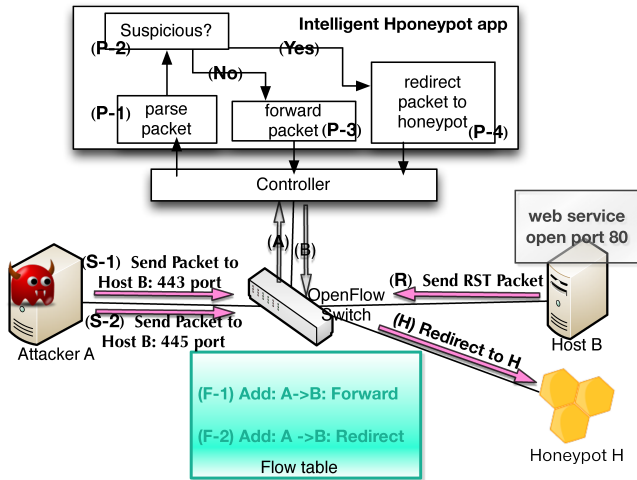 Intelligent Hponeypot app
Suspicious?
(P-2)
(Yes)
(No)
(P-1)
parse
packet
forward
packet
(P-3)
redirect
packet to
honeypot
(P-4)
Controller
(A)
(B)
web service
open port 80
(S-1) Send Packet to
Host B: 443 port
(R) Send RST Packet
OpenFlow
Switch
(S-2) Send Packet to
Host B: 445 port
Attacker A
Host B
(H) Redirect to H
(F-1) Add: A->B: Forward
(F-2) Add: A ->B: Redirect
Flow table
Honeypot H